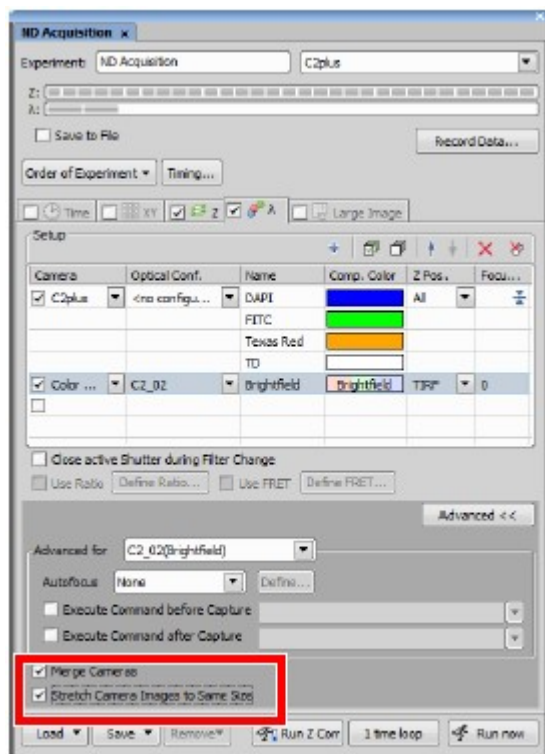 ND Acquisition x
Experiment: ND Acquisition C2plus
Z:
λ:
Save to File
Record Data...
Order of Experiment Timing...
Time XY Z λ Large Image
Setup
Camera Optical Conf. Name Comp. Color Z Pos. Focu...
C2plus <no configu... DAPI All
FITC
Texas Red
TD
Color ... C2_02 Brightfield Brightfield TIRF 0
Close active Shutter during Filter Change
Use Ratio Define Ratio... Use FRET Define FRET...
Advanced <<
Advanced for C2_02(Brightfield)
Autofocus None Define...
Execute Command before Capture
Execute Command after Capture
Merge Cameras
Stretch Camera Images to Same Size
Load Save Remove Run Z Corr 1 time loop Run now